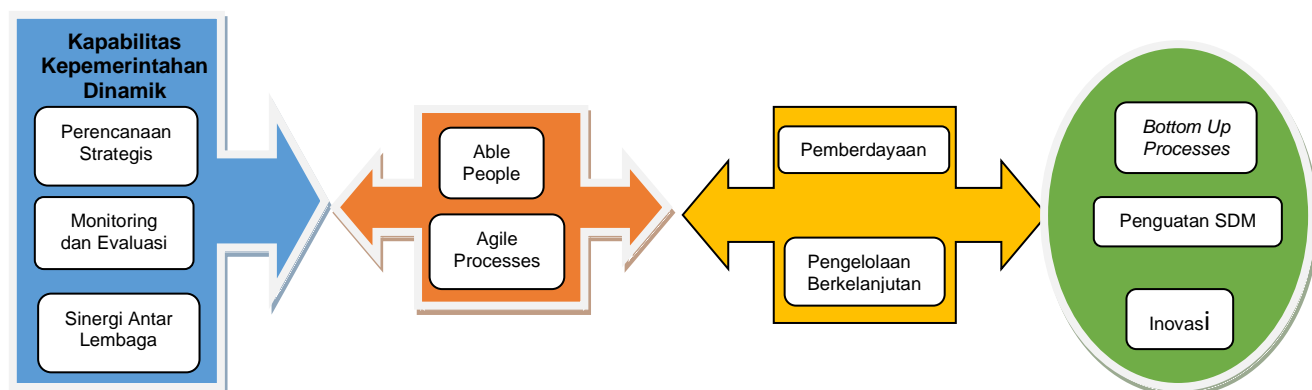 Kapabilitas
Kepemerintahan
Dinamik
Perencanaan
Strategis
Monitoring
dan Evaluasi
Sinergi Antar
Lembaga
Able
People
Agile
Processes
Pemberdayaan
Pengelolaan
Berkelanjutan
Bottom Up
Processes
Penguatan SDM
Inovasi